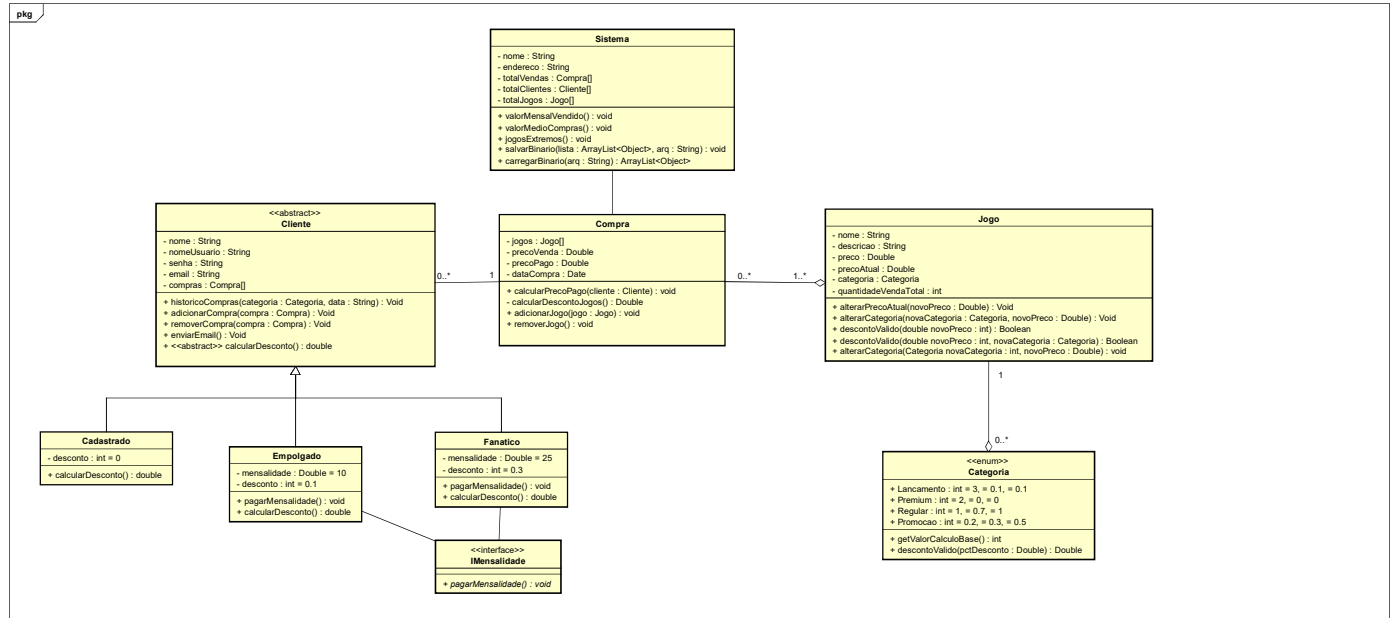 pkg
Sistema
- nome : String
- endereco : String
- totalVendas : Compra[]
- totalClientes : Cliente[]
- totalJogos : Jogo[]
+ valorMensalVendido() : void
+ valorMedioCompras() : void
+ jogosExtremos() : void
+ salvarBinario(lista : ArrayList<Object>, arq : String) : void
+ carregarBinario(arq : String) : ArrayList<Object>
<<abstract>>
Cliente
- nome : String
- nomeUsuario : String
- senha : String
- email : String
- compras : Compra[]
+ historicoCompras(categoria : Categoria, data : String) : Void
+ adicionarCompra(compra : Compra) : Void
+ removerCompra(compra : Compra) : Void
+ enviarEmail() : Void
+ <<abstract>> calcularDesconto() : double
0..*
1
Compra
- jogos : Jogo[]
- precoVenda : Double
- precoPago : Double
- dataCompra : Date
+ calcularPrecoPago(cliente : Cliente) : void
- calcularDescontoJogos() : Double
+ adicionarJogo(jogo : Jogo) : void
+ removerJogo() : void
0..*
1..*
Jogo
- nome : String
- descricao : String
- preco : Double
- precoAtual : Double
- categoria : Categoria
- quantidadeVendaTotal : int
+ alterarPrecoAtual(novoPreco : Double) : Void
+ alterarCategoria(novaCategoria : Categoria, novoPreco : Double) : Void
+ descontoValido(double novoPreco : int) : Boolean
+ descontoValido(double novoPreco : int, novaCategoria : Categoria) : Boolean
+ alterarCategoria(Categoria novaCategoria : int, novoPreco : Double) : void
1
0..*
Cadastrado
- desconto : int = 0
+ calcularDesconto() : double
Empolgado
- mensalidade : Double = 10
- desconto : int = 0.1
+ pagarMensalidade() : void
+ calcularDesconto() : double
Fanatico
- mensalidade : Double = 25
- desconto : int = 0.3
+ pagarMensalidade() : void
+ calcularDesconto() : double
<<interface>>
IMensalidade
+ pagarMensalidade() : void
<<enum>>
Categoria
+ Lancamento : int = 3, = 0.1, = 0.1
+ Premium : int = 2, = 0, = 0
+ Regular : int = 1, = 0.7, = 1
+ Promocao : int = 0.2, = 0.3, = 0.5
+ getValorCalculoBase() : int
+ descontoValido(pctDesconto : Double) : Double